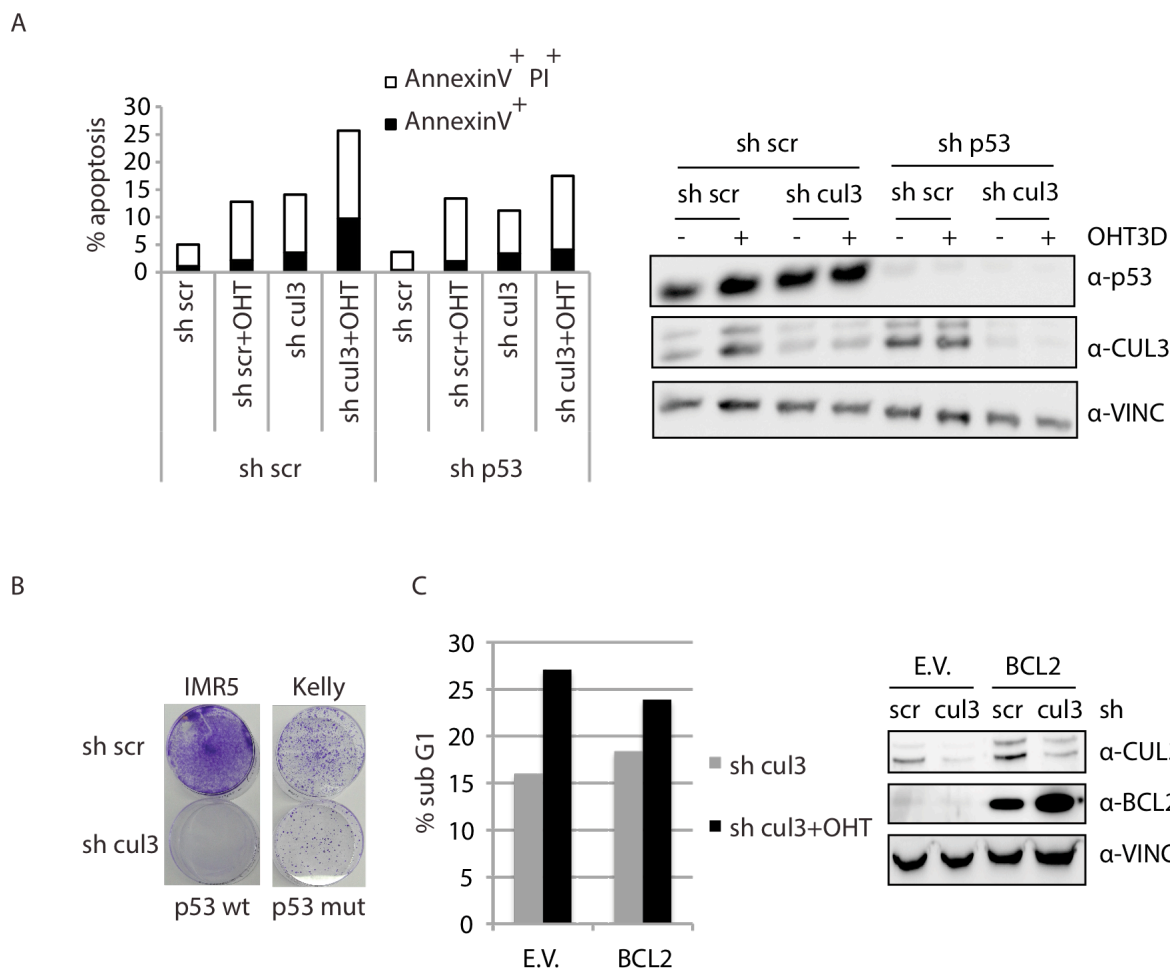 A
AnnexinV+ PI+
AnnexinV+
% apoptosis
30
25
20
15
10
5
0
sh scr
sh scr+OHT
sh cul3
sh cul3+OHT
sh scr
sh scr+OHT
sh cul3
sh cul3+OHT
sh scr
sh p53
sh scr
sh p53
sh scr
sh cul3
sh scr
sh cul3
- + - + - + - + OHT3D
α-p53
α-CUL3
α-VINC
B
IMR5
Kelly
sh scr
sh cul3
p53 wt
p53 mut
C
% sub G1
30
25
20
15
10
5
0
E.V.
BCL2
sh cul3
sh cul3+OHT
E.V.
BCL2
scr cul3 scr cul3 sh
α-CUL3
α-BCL2
α-VINC